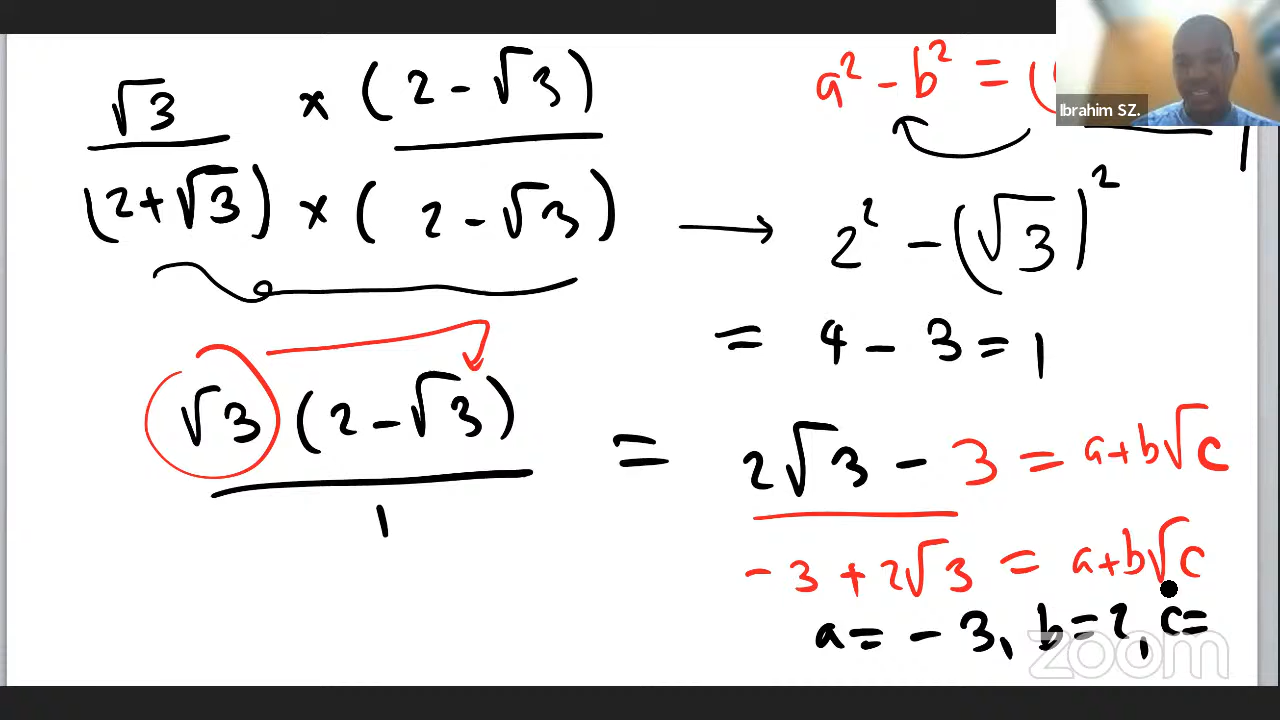 √3 × (2 - √3)
(2+√3) × (2 - √3) → 2² - (√3)²
a² - b² = (
Ibrahim SZ.
= 4 - 3 = 1
√3 (2 - √3)
1
= 2√3 - 3 = a+b√c
-3 + 2√3 = a+b√c
a = -3, b = 2, c =
zoom